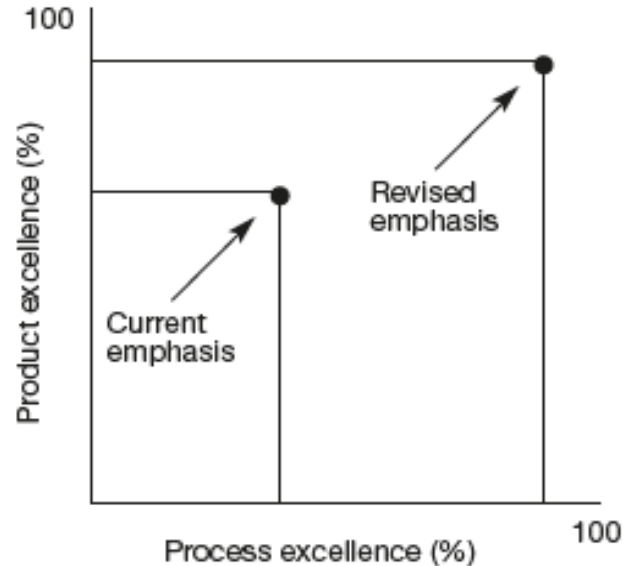 100
Product excellence (%)
Revised
emphasis
Current
emphasis
100
Process excellence (%)